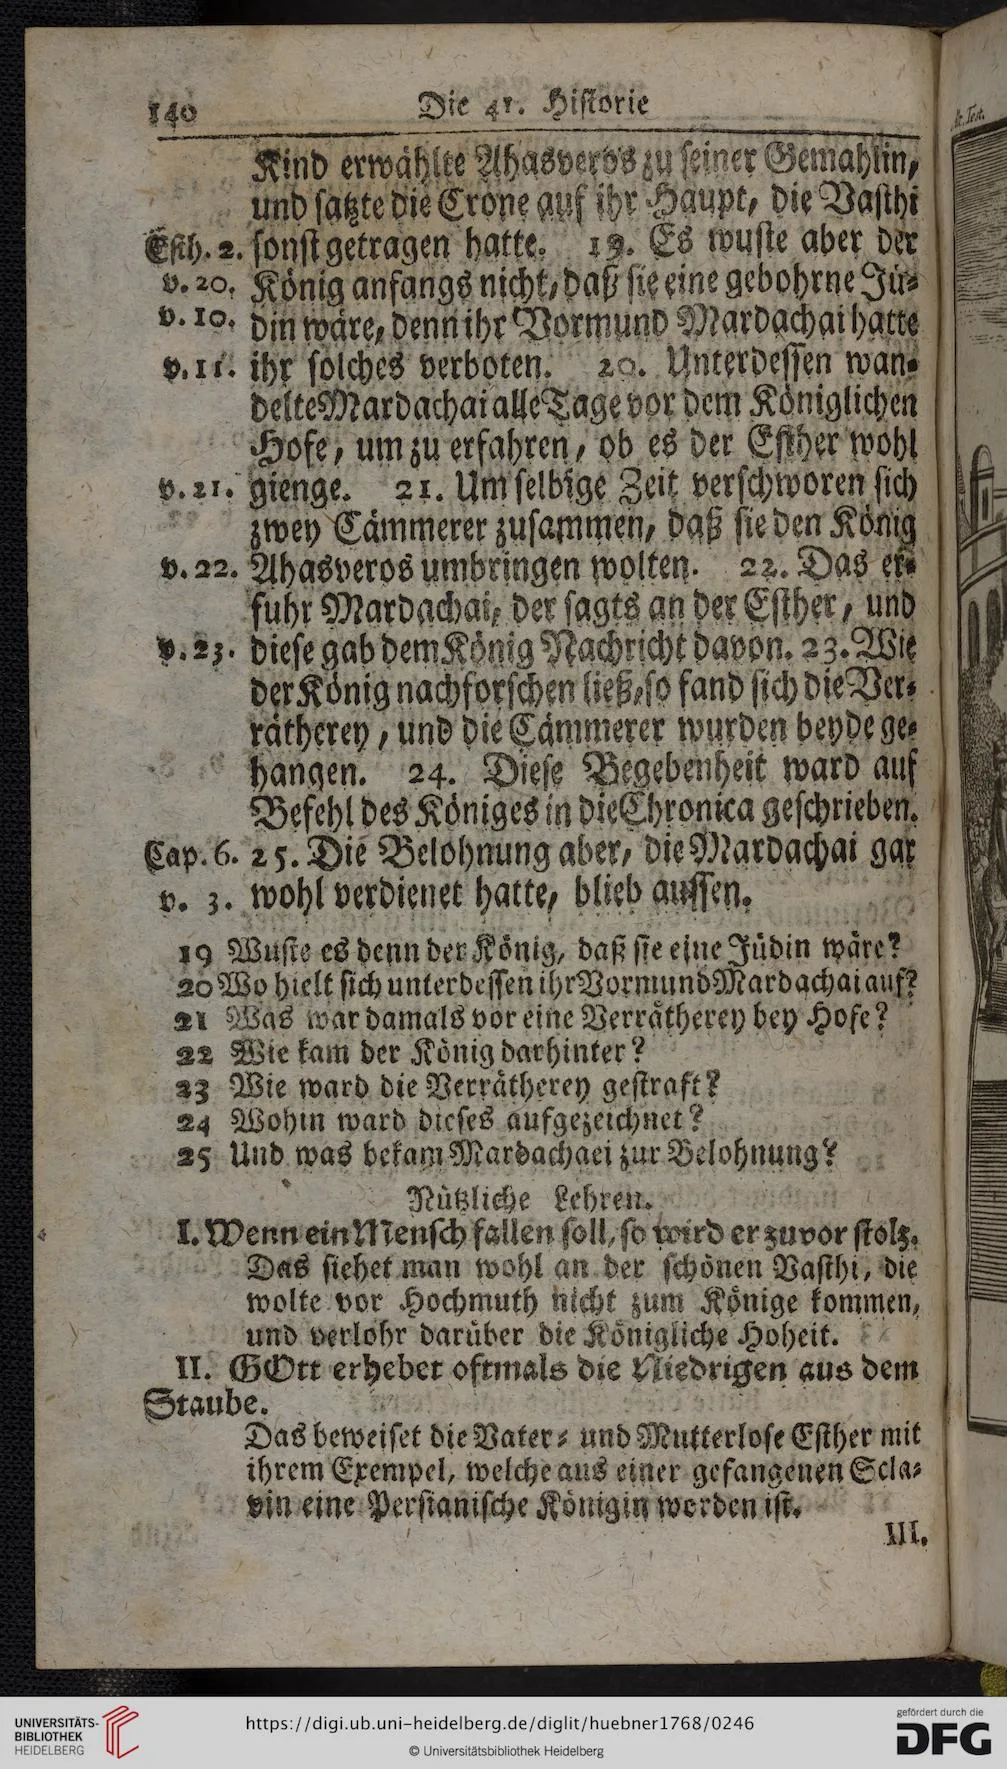 140 Die 41. Historie
Kind erwählte Ahasveros zu seiner Gemahlin,
und satzte die Crone auf ihr Haupt, die Vasthi
Esth. 2. sonst getragen hatte. 19. Es wuste aber der
v. 20. König anfangs nicht, daß sie eine gebohrne Jü-
v. 10. din wäre, denn ihr Vormund Mardachai hatte
v. 11. ihr solches verboten. 20. Unterdessen wan-
delte Mardachai alle Tage vor dem Königlichen
Hofe, um zu erfahren, ob es der Esther wohl
v. 21. gienge. 21. Um selbige Zeit verschworen sich
zwey Cämmerer zusammen, daß sie den König
v. 22. Ahasveros umbringen wolten. 22. Das er-
fuhr Mardachai, der sagts an der Esther, und
v. 23. diese gab dem König Nachricht davon. 23. Wie
der König nachforschen ließ, so fand sich die Ver-
rätherey, und die Cämmerer wurden beyde ge-
hangen. 24. Diese Begebenheit ward auf
Befehl des Königes in die Chronica geschrieben.
Cap. 6. 25. Die Belohnung aber, die Mardachai gar
v. 3. wohl verdienet hatte, blieb aussen.
19 Wuste es denn der König, daß sie eine Jüdin wäre?
20 Wo hielt sich unterdessen ihr Vormund Mardachai auf?
21 Was war damals vor eine Verrätherey bey Hofe?
22 Wie kam der König darhinter?
23 Wie ward die Verrätherey gestraft?
24 Wohin ward dieses aufgezeichnet?
25 Und was bekam Mardachaei zur Belohnung?
Nützliche Lehren.
I. Wenn ein Mensch fallen soll, so wird er zuvor stolz.
Das siehet man wohl an der schönen Vasthi, die
wolte vor Hochmuth nicht zum Könige kommen,
und verlohr darüber die Königliche Hoheit.
II. GOtt erhebet oftmals die Niedrigen aus dem
Staube.
Das beweiset die Vater- und Mutterlose Esther mit
ihrem Exempel, welche aus einer gefangenen Scla-
vin eine Persianische Königin worden ist.
III.
At. Test.
UNIVERSITÄTS-
BIBLIOTHEK
HEIDELBERG
https://digi.ub.uni-heidelberg.de/diglit/huebner1768/0246
© Universitätsbibliothek Heidelberg
gefördert durch die
DFG